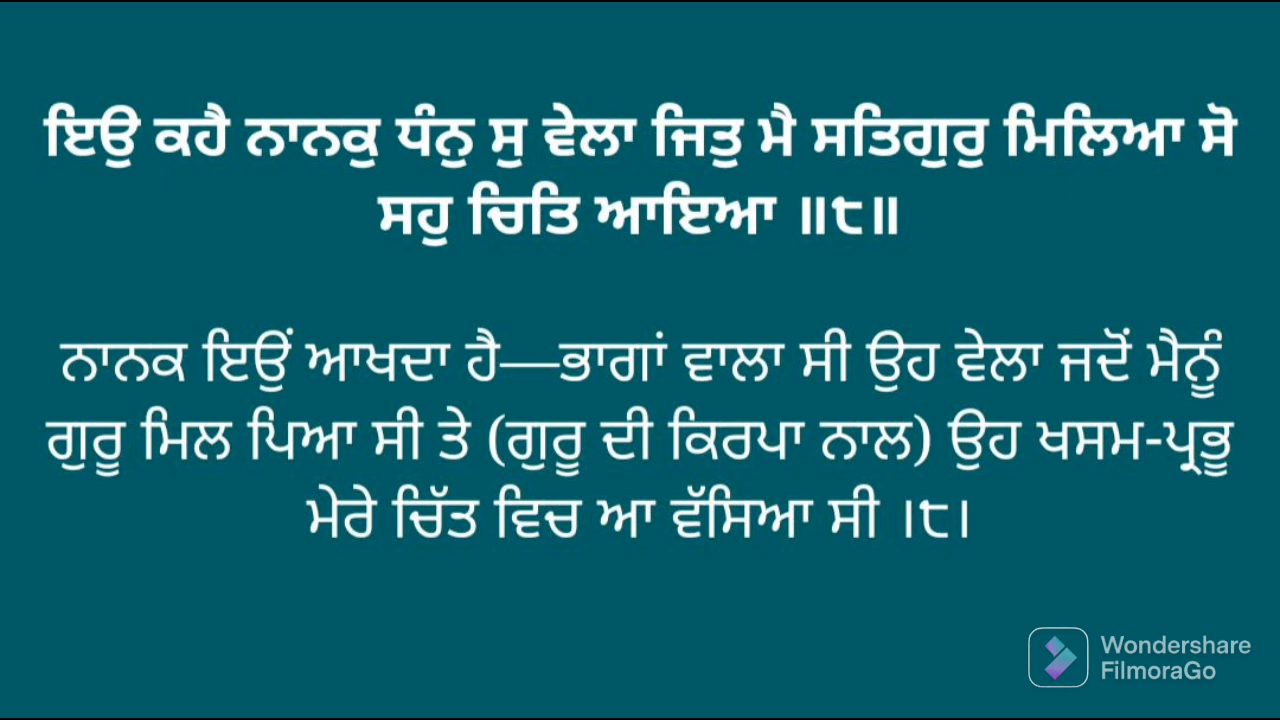 ਇਉ ਕਹੈ ਨਾਨਕੁ ਧੰਨੁ ਸੁ ਵੇਲਾ ਜਿਤੁ ਮੈ ਸਤਿਗੁਰੁ ਮਿਲਿਆ ਸੋ
ਸਹੁ ਚਿਤਿ ਆਇਆ ॥੮॥
ਨਾਨਕ ਇਉਂ ਆਖਦਾ ਹੈ—ਭਾਗਾਂ ਵਾਲਾ ਸੀ ਉਹ ਵੇਲਾ ਜਦੋਂ ਮੈਨੂੰ
ਗੁਰੂ ਮਿਲ ਪਿਆ ਸੀ ਤੇ (ਗੁਰੂ ਦੀ ਕਿਰਪਾ ਨਾਲ) ਉਹ ਖਸਮ-ਪ੍ਰਭੂ
ਮੇਰੇ ਚਿੱਤ ਵਿਚ ਆ ਵੱਸਿਆ ਸੀ ।੮।
Wondershare
FilmoraGo